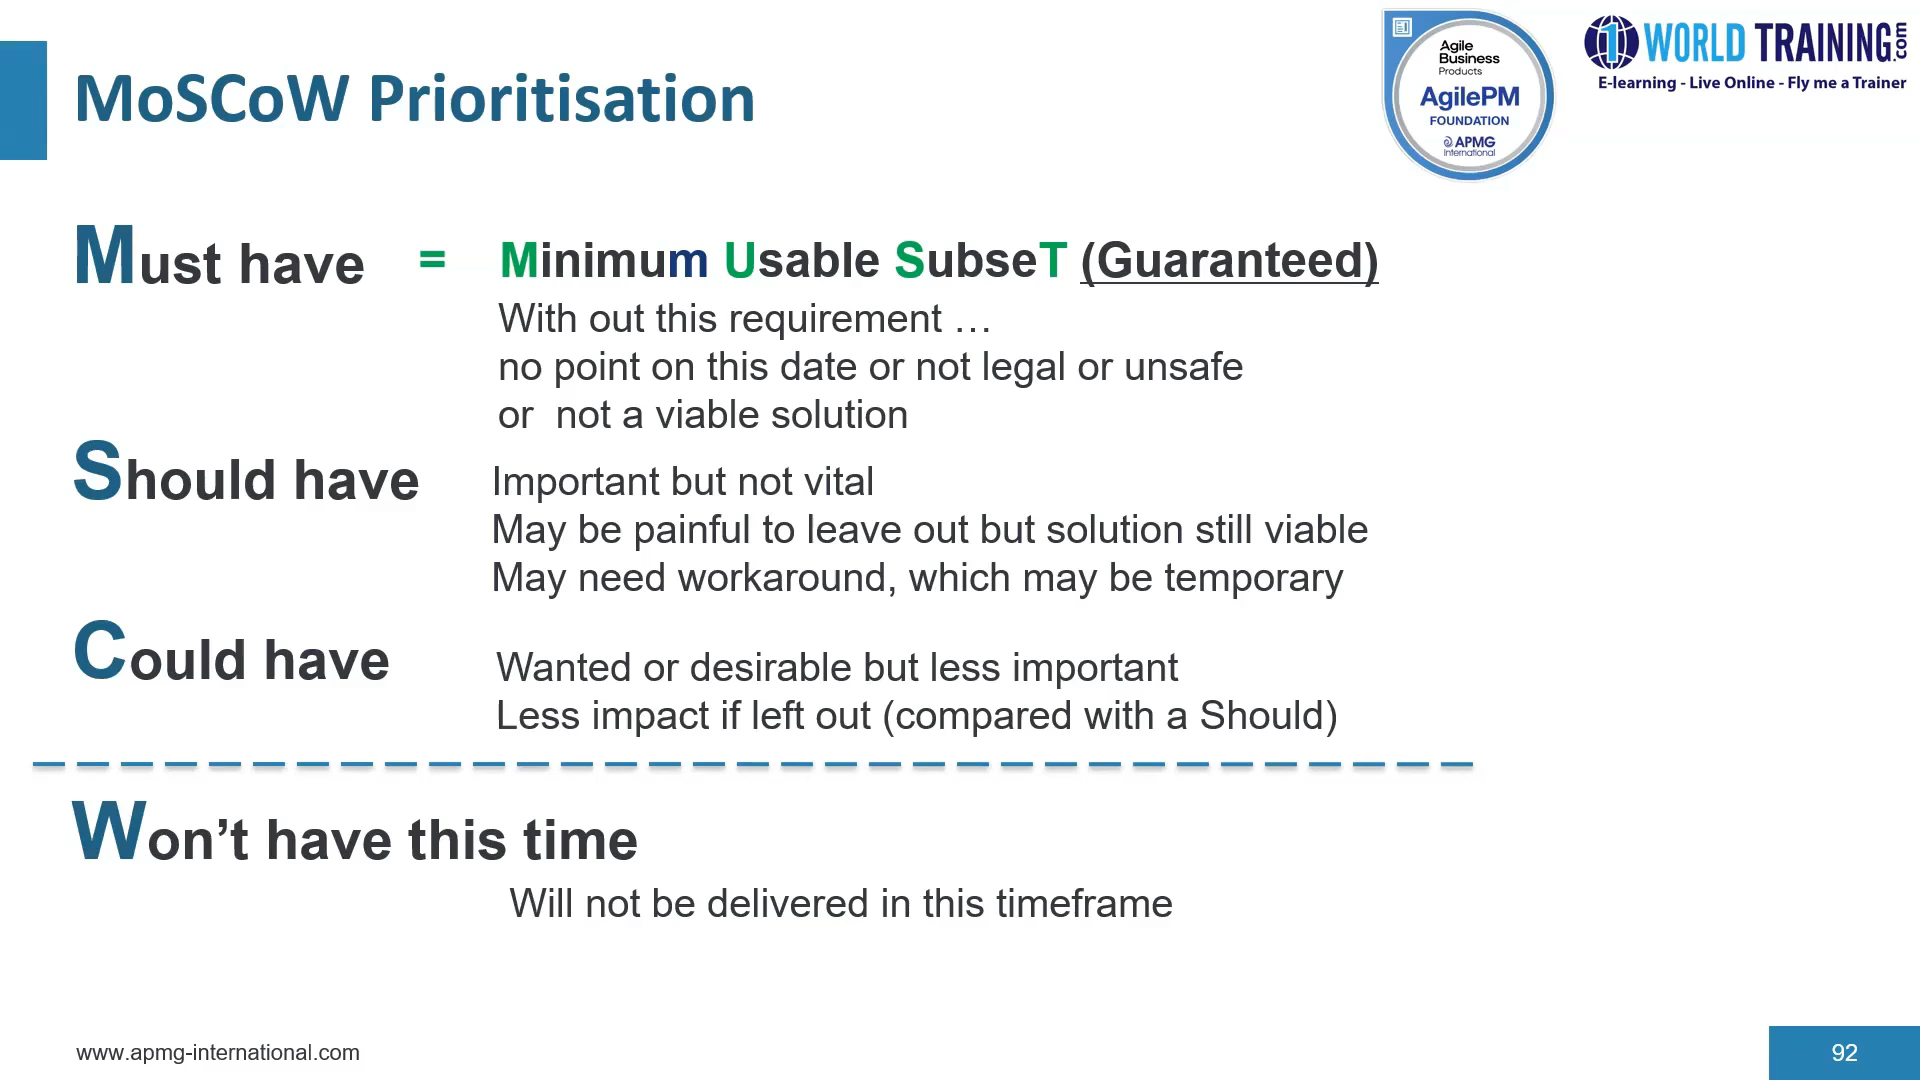 MoSCoW Prioritisation
Agile
Business
Products
AgilePM
FOUNDATION
APMG
International
1 WORLD TRAINING.com
E-learning - Live Online - Fly me a Trainer
Must have = Minimum Usable SubseT (Guaranteed)
With out this requirement …
no point on this date or not legal or unsafe
or not a viable solution
Should have
Important but not vital
May be painful to leave out but solution still viable
May need workaround, which may be temporary
Could have
Wanted or desirable but less important
Less impact if left out (compared with a Should)
Won’t have this time
Will not be delivered in this timeframe
www.apmg-international.com
92